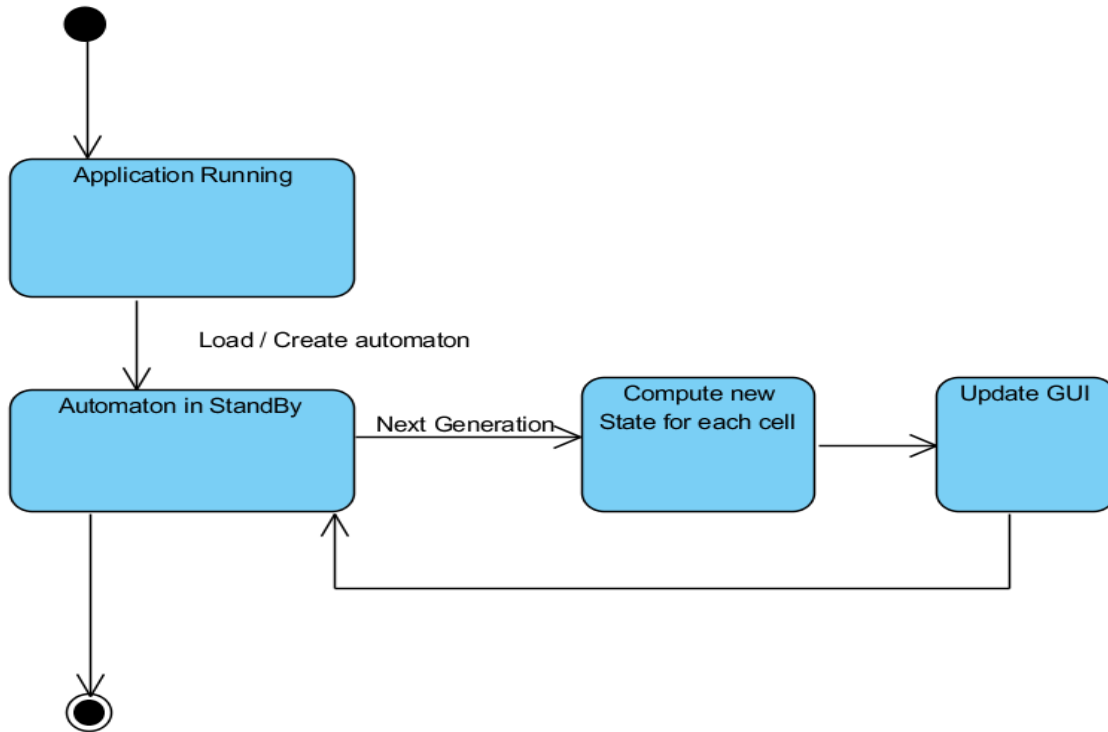 Application Running
Load / Create automaton
Automaton in StandBy
Next Generation
Compute new
State for each cell
Update GUI